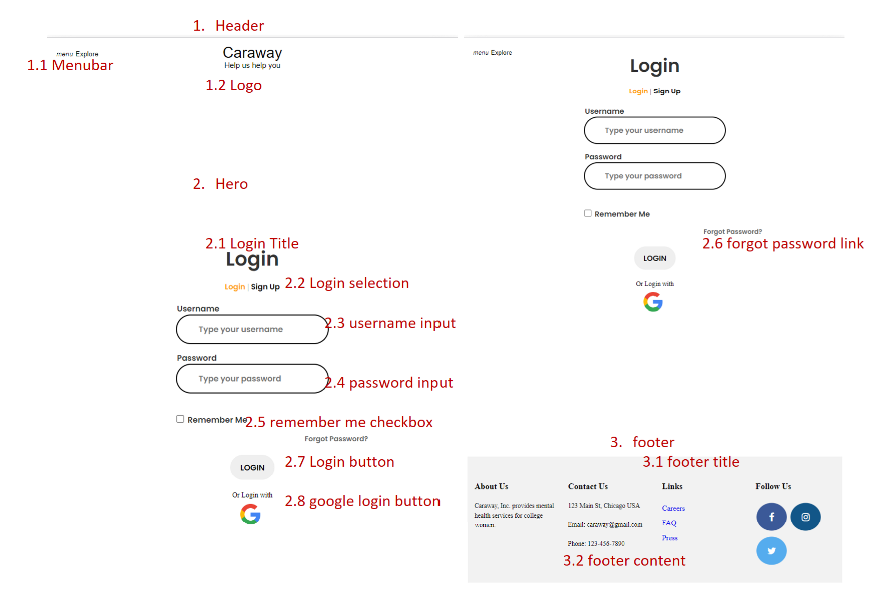 1. Header
menu Explore
1.1 Menubar
Caraway
Help us help you
1.2 Logo
2. Hero
2.1 Login Title
Login
Login | Sign Up
2.2 Login selection
Username
Type your username
2.3 username input
Password
Type your password
2.4 password input
Remember Me
2.5 remember me checkbox
Forgot Password?
LOGIN
2.7 Login button
Or Login with
2.8 google login button
menu Explore
Login
Login | Sign Up
Username
Type your username
Password
Type your password
Remember Me
Forgot Password?
2.6 forgot password link
LOGIN
Or Login with
3. footer
3.1 footer title
About Us
Caraway, Inc. provides mental
health services for college
women.
Contact Us
123 Main St, Chicago USA
Email: caraway@gmail.com
Phone: 123-456-7890
Links
Careers
FAQ
Press
Follow Us
3.2 footer content